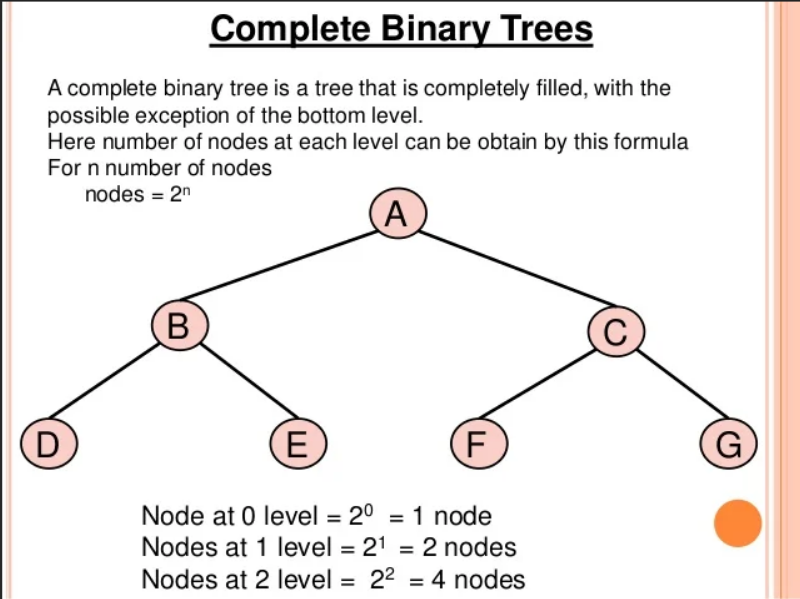 Complete Binary Trees
A complete binary tree is a tree that is completely filled, with the
possible exception of the bottom level.
Here number of nodes at each level can be obtain by this formula
For n number of nodes
nodes = 2ⁿ
A
B
C
D
E
F
G
Node at 0 level = 2⁰ = 1 node
Nodes at 1 level = 2¹ = 2 nodes
Nodes at 2 level = 2² = 4 nodes